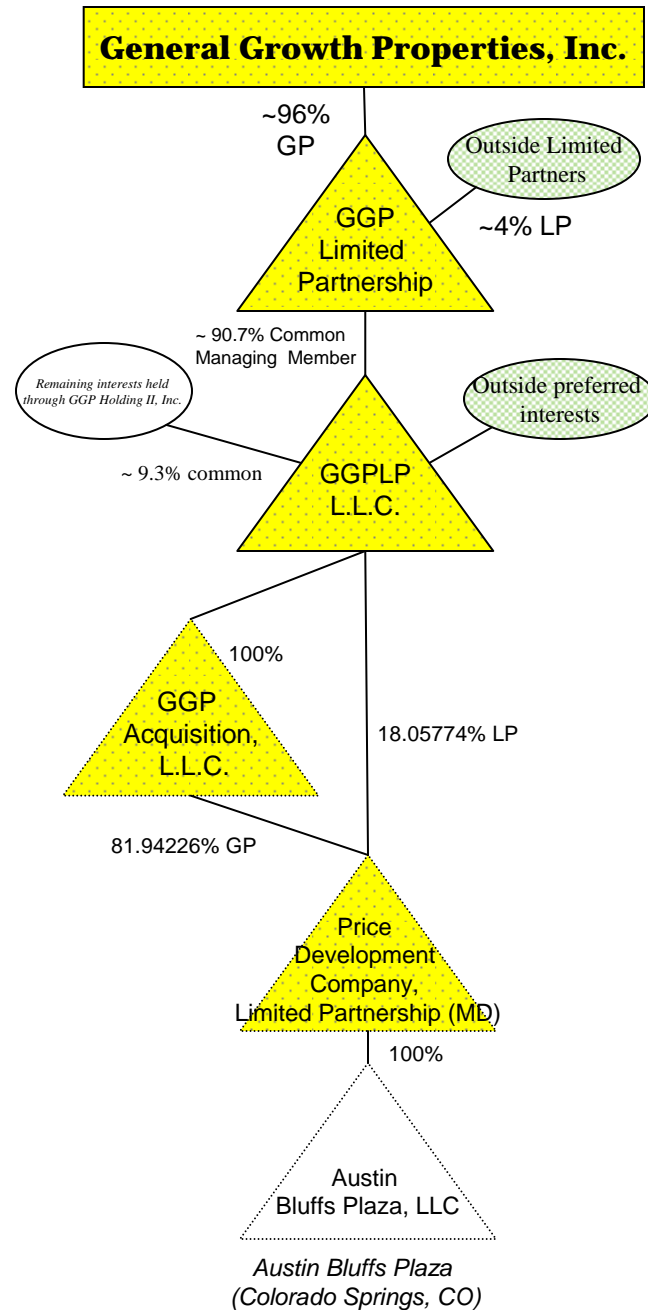 General Growth Properties, Inc.
~96%
GP
Outside Limited
Partners
~4% LP
GGP
Limited
Partnership
~ 90.7% Common
Managing Member
Remaining interests held
through GGP Holding II, Inc.
~ 9.3% common
Outside preferred
interests
GGPLP
L.L.C.
100%
GGP
Acquisition,
L.L.C.
18.05774% LP
81.94226% GP
Price
Development
Company,
Limited Partnership (MD)
100%
Austin
Bluffs Plaza, LLC
Austin Bluffs Plaza
(Colorado Springs, CO)